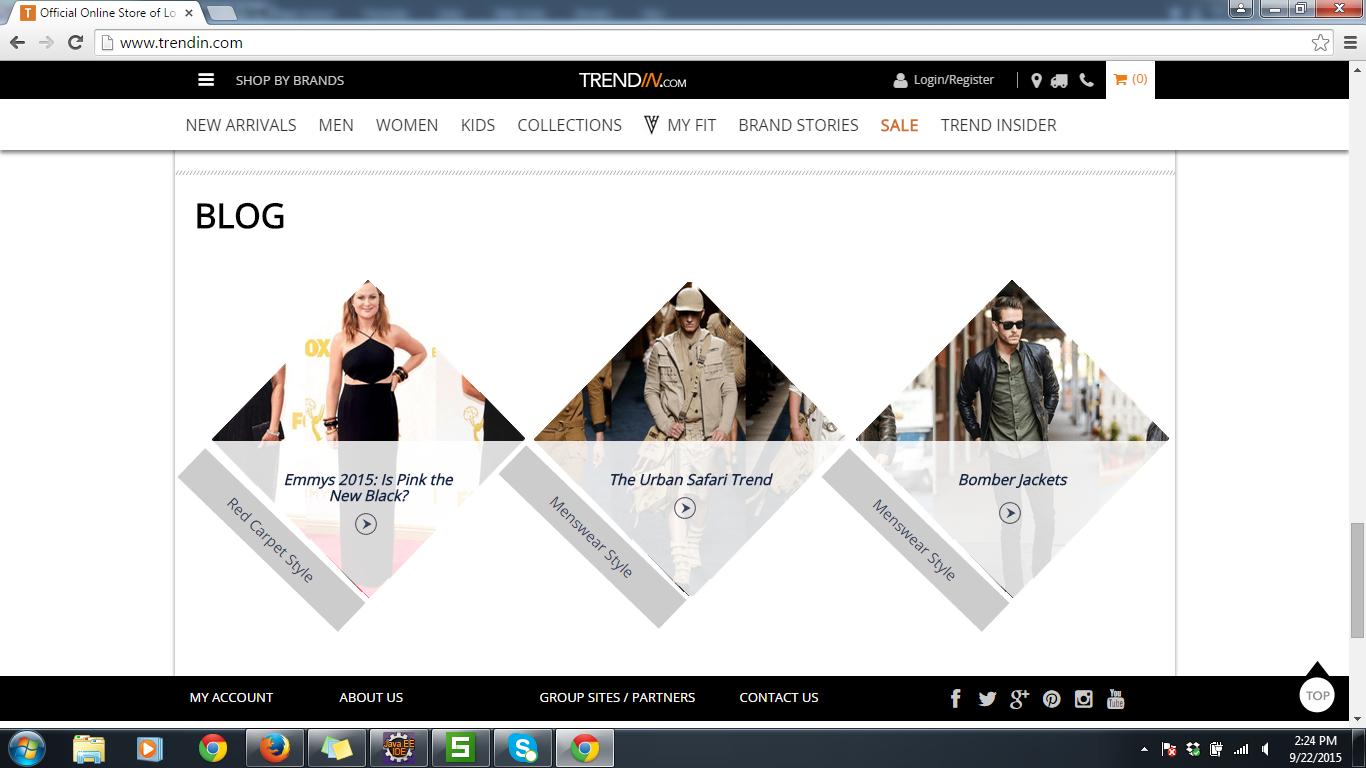 Official Online Store of Lo
www.trendin.com
SHOP BY BRANDS
TRENDIN.COM
Login/Register
(0)
NEW ARRIVALS
MEN
WOMEN
KIDS
COLLECTIONS
MY FIT
BRAND STORIES
SALE
TREND INSIDER
BLOG
Emmys 2015: Is Pink the
New Black?
Red Carpet Style
The Urban Safari Trend
Menswear Style
Bomber Jackets
Menswear Style
MY ACCOUNT
ABOUT US
GROUP SITES / PARTNERS
CONTACT US
You
Tube
TOP
Java EE
IDE
2:24 PM
9/22/2015